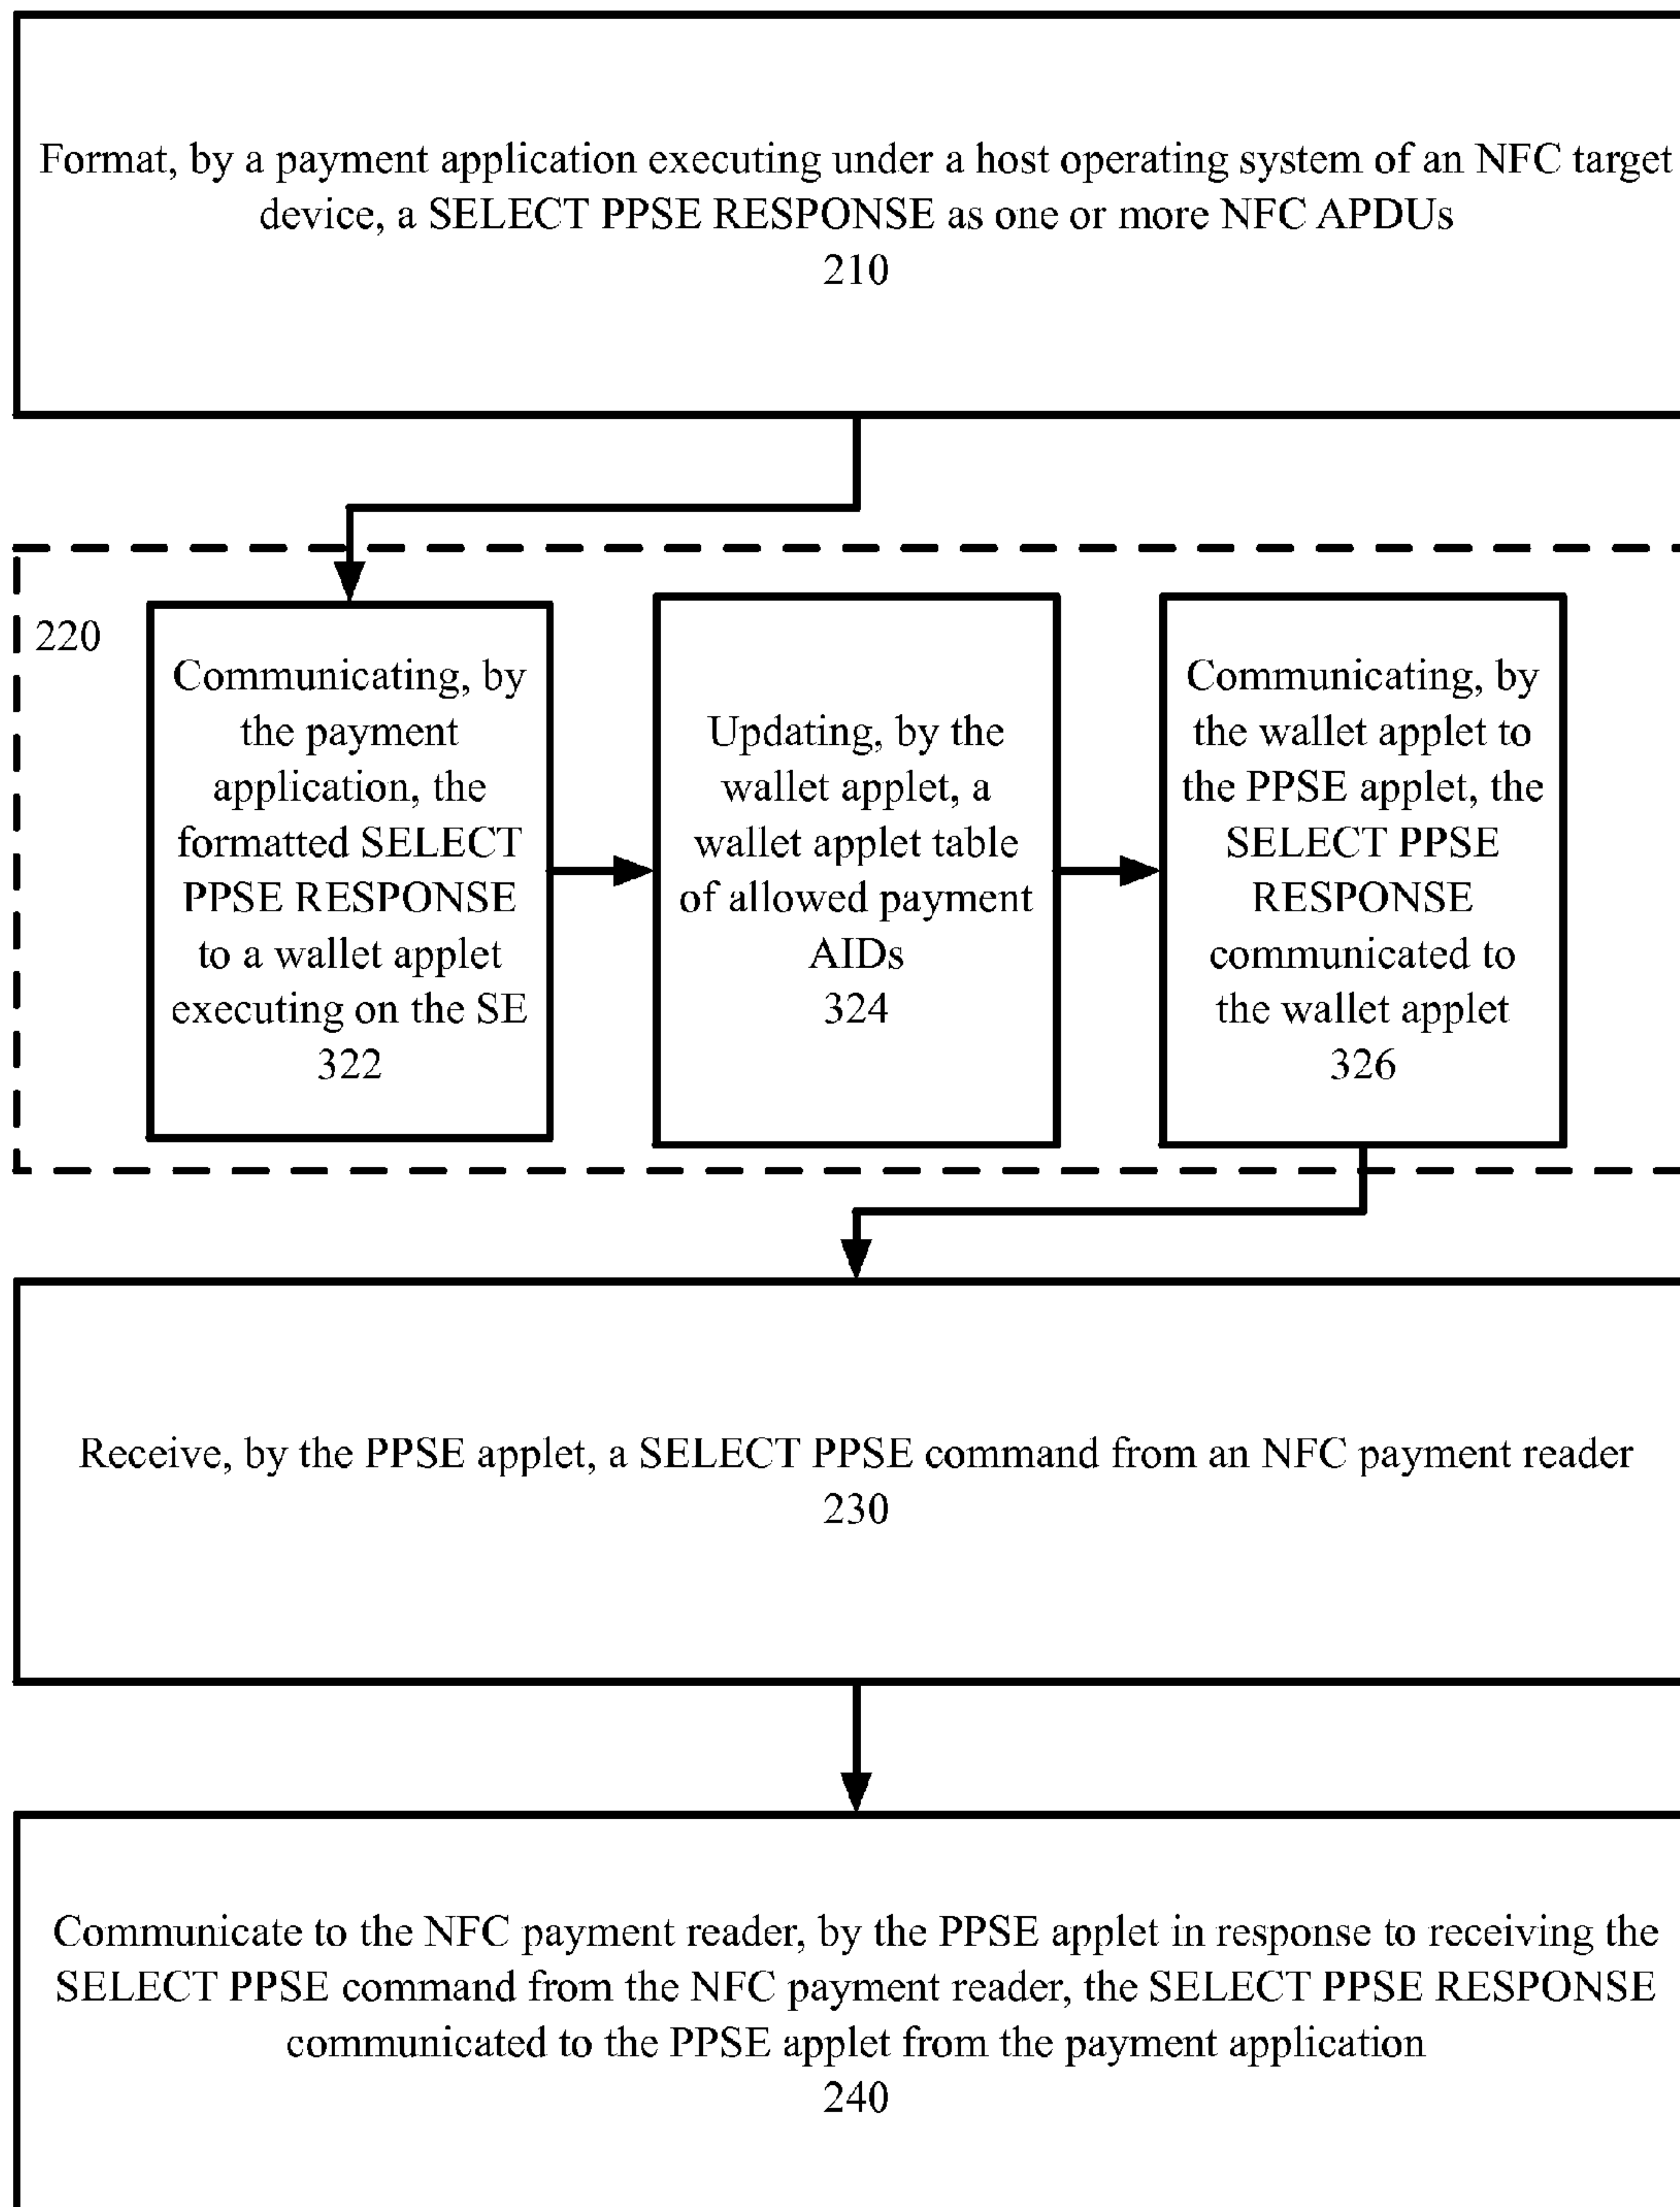 Format, by a payment application executing under a host operating system of an NFC target
device, a SELECT PPSE RESPONSE as one or more NFC APDUs
210
220
Communicating, by
the payment
application, the
formatted SELECT
PPSE RESPONSE
to a wallet applet
executing on the SE
322
Updating, by the
wallet applet, a
wallet applet table
of allowed payment
AIDs
324
Communicating, by
the wallet applet to
the PPSE applet, the
SELECT PPSE
RESPONSE
communicated to
the wallet applet
326
Receive, by the PPSE applet, a SELECT PPSE command from an NFC payment reader
230
Communicate to the NFC payment reader, by the PPSE applet in response to receiving the
SELECT PPSE command from the NFC payment reader, the SELECT PPSE RESPONSE
communicated to the PPSE applet from the payment application
240